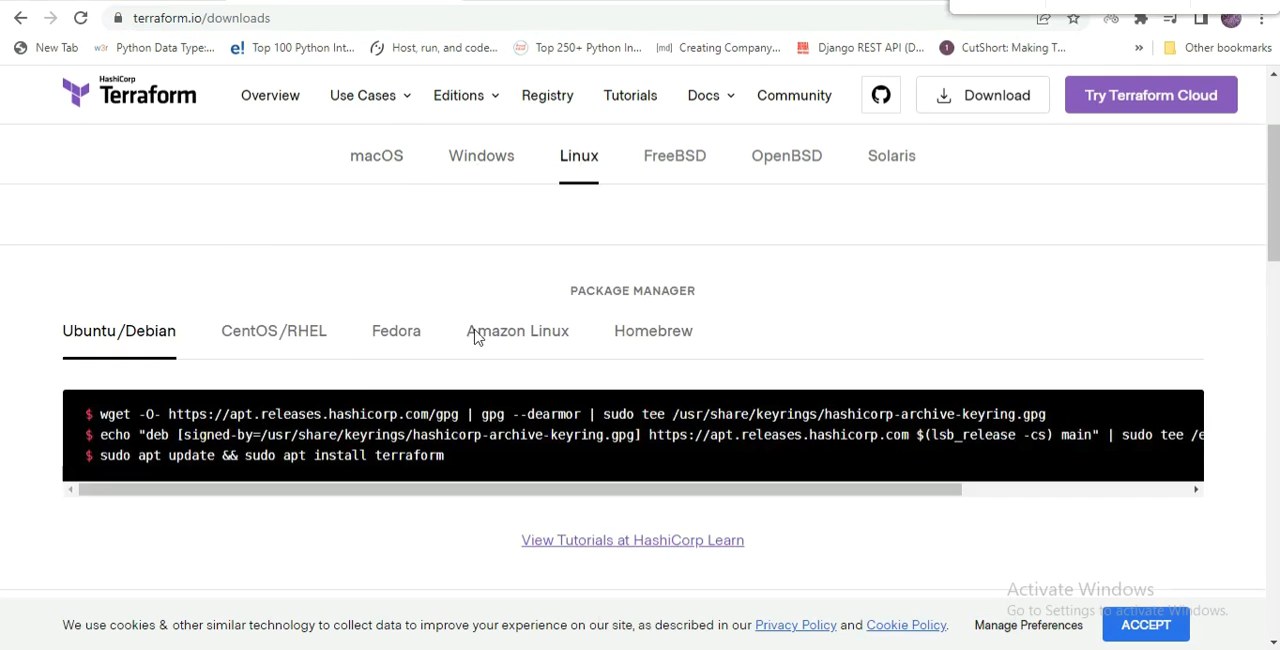 terraform.io/downloads
New Tab Python Data Type:... Top 100 Python Int... Host, run, and code... Top 250+ Python In... |md| Creating Company,... Django REST API (D... 1 CutShort: Making T... » Other bookmarks
HashiCorp
Terraform Overview Use Cases Editions Registry Tutorials Docs Community Download Try Terraform Cloud
macOS Windows Linux FreeBSD OpenBSD Solaris
PACKAGE MANAGER
Ubuntu/Debian CentOS/RHEL Fedora Amazon Linux Homebrew
$ wget -O- https://apt.releases.hashicorp.com/gpg | gpg --dearmor | sudo tee /usr/share/keyrings/hashicorp-archive-keyring.gpg
$ echo "deb [signed-by=/usr/share/keyrings/hashicorp-archive-keyring.gpg] https://apt.releases.hashicorp.com $(lsb_release -cs) main" | sudo tee /e
$ sudo apt update && sudo apt install terraform
View Tutorials at HashiCorp Learn
Activate Windows
Go to Settings to activate Windows.
We use cookies & other similar technology to collect data to improve your experience on our site, as described in our Privacy Policy and Cookie Policy. Manage Preferences ACCEPT